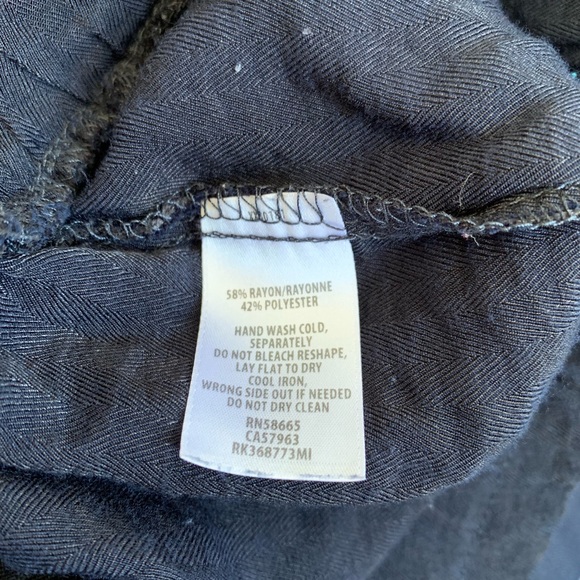 58% RAYON/RAYONNE
42% POLYESTER
HAND WASH COLD,
SEPARATELY
DO NOT BLEACH RESHAPE,
LAY FLAT TO DRY
COOL IRON,
WRONG SIDE OUT IF NEEDED
DO NOT DRY CLEAN
RN58665
CA57963
RK368773MI